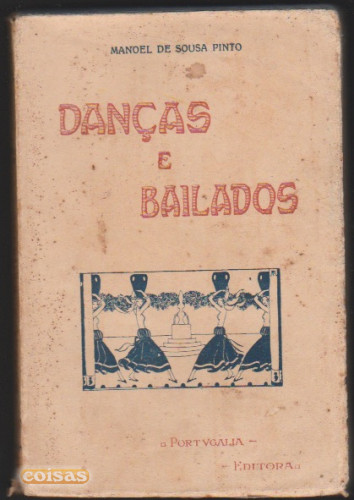 MANOEL DE SOUSA PINTO
DANÇAS
E
BAILADOS
PORTVGALIA –
– EDITORA
coisas